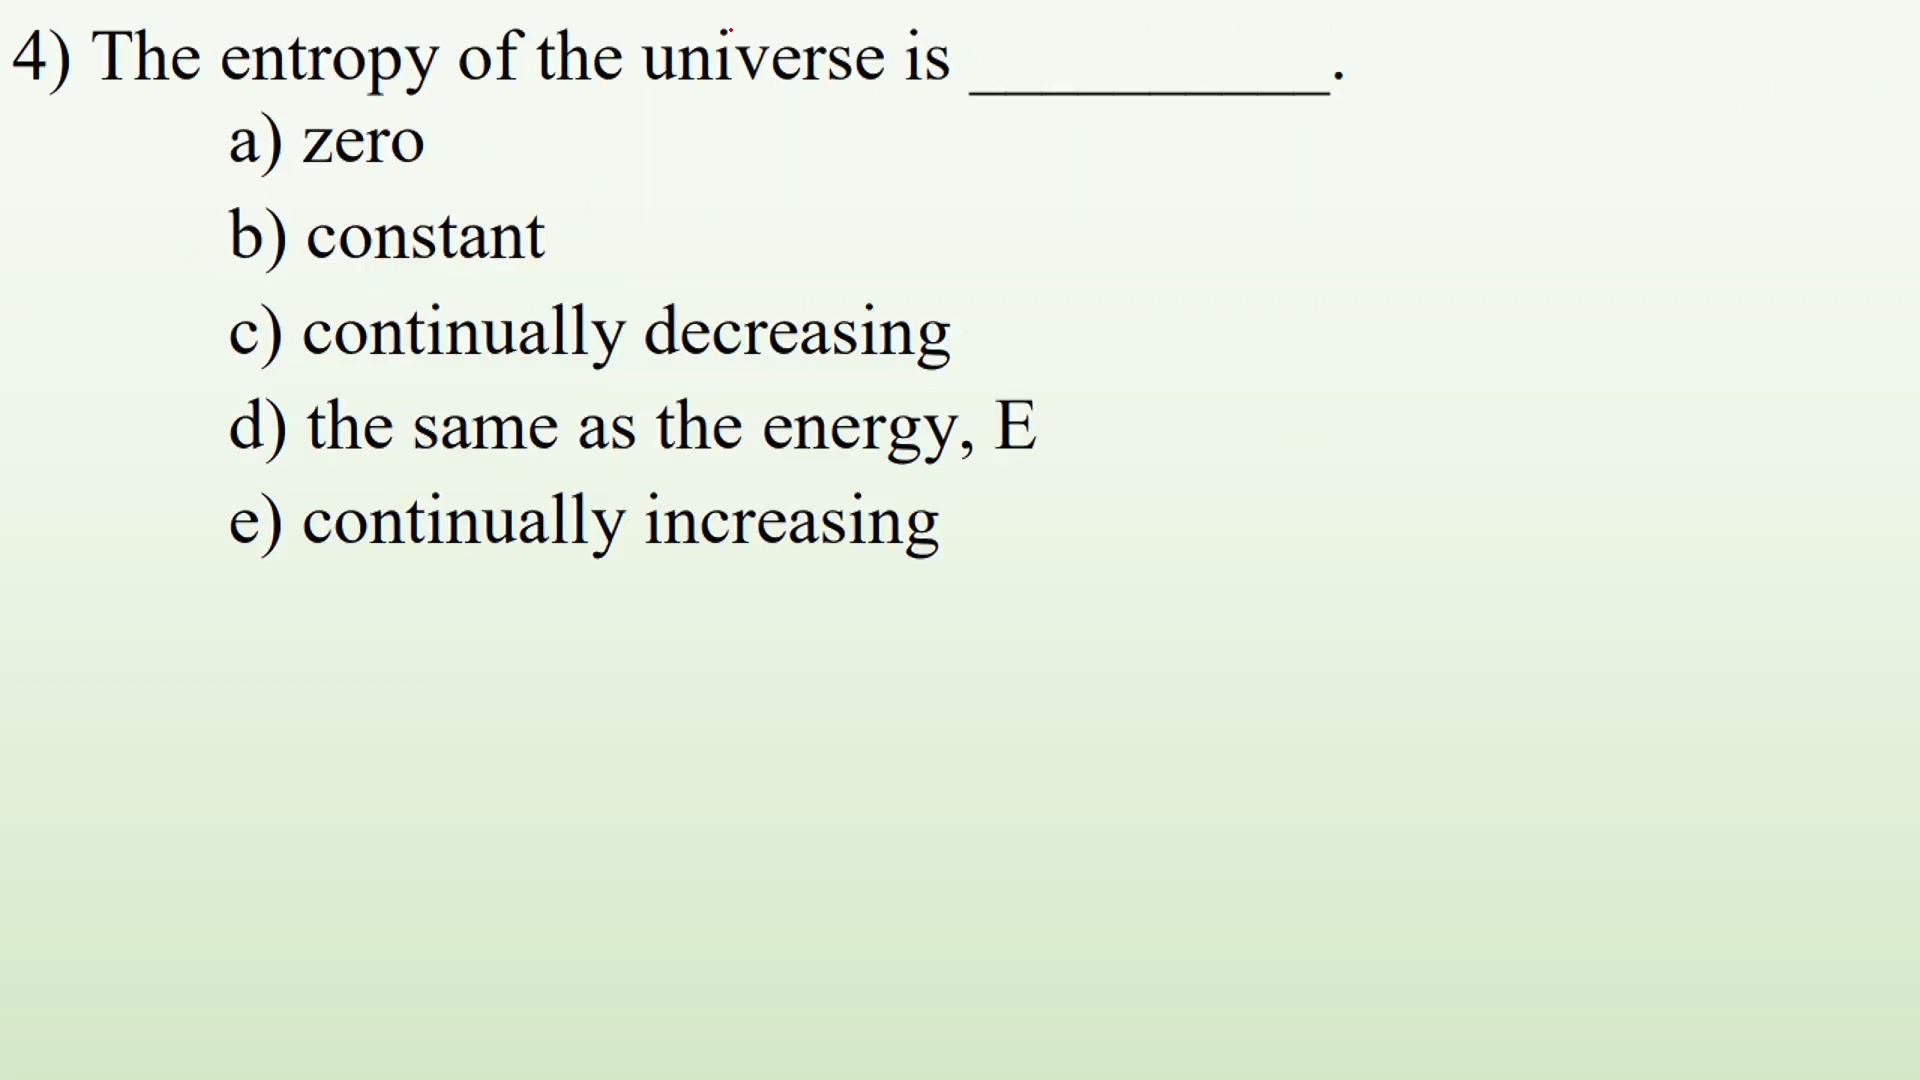 4) The entropy of the universe is __________.
a) zero
b) constant
c) continually decreasing
d) the same as the energy, E
e) continually increasing